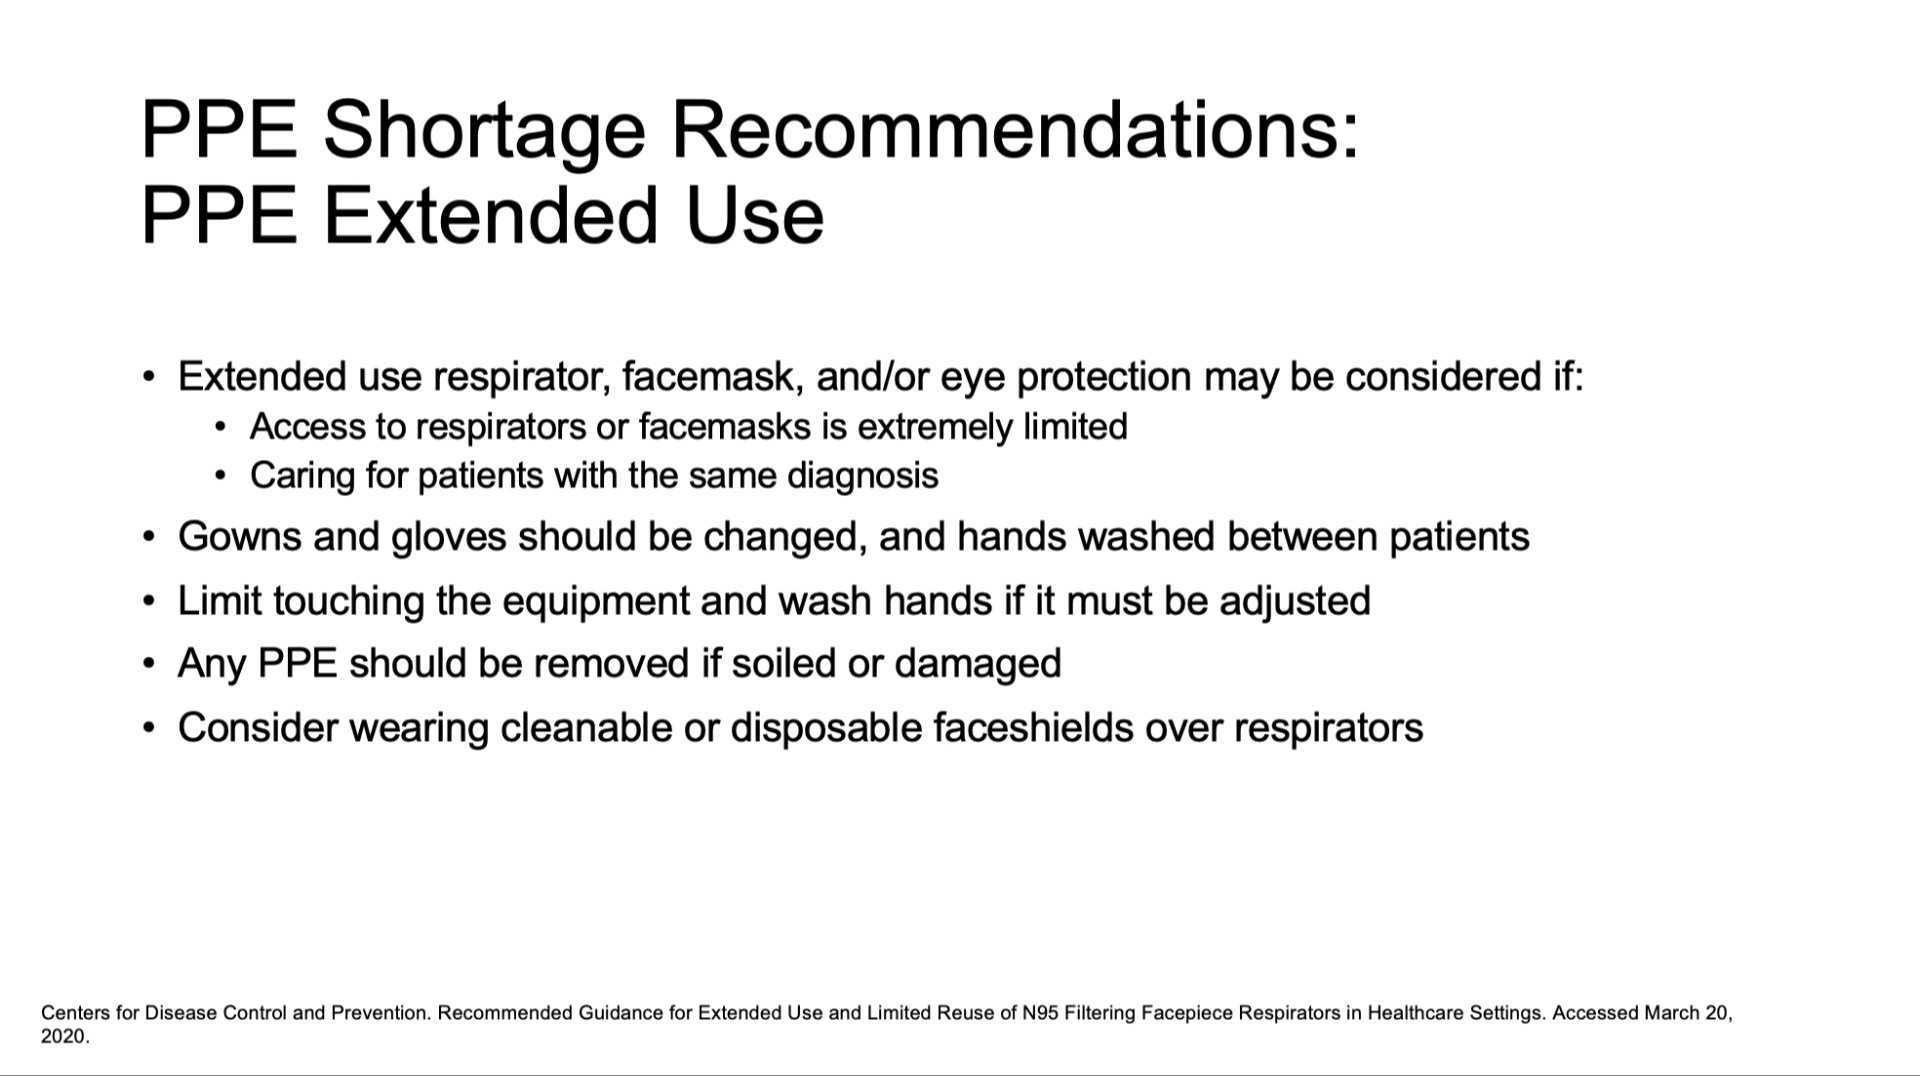 PPE Shortage Recommendations:
PPE Extended Use
• Extended use respirator, facemask, and/or eye protection may be considered if:
• Access to respirators or facemasks is extremely limited
• Caring for patients with the same diagnosis
• Gowns and gloves should be changed, and hands washed between patients
• Limit touching the equipment and wash hands if it must be adjusted
• Any PPE should be removed if soiled or damaged
• Consider wearing cleanable or disposable faceshields over respirators
Centers for Disease Control and Prevention. Recommended Guidance for Extended Use and Limited Reuse of N95 Filtering Facepiece Respirators in Healthcare Settings. Accessed March 20,
2020.